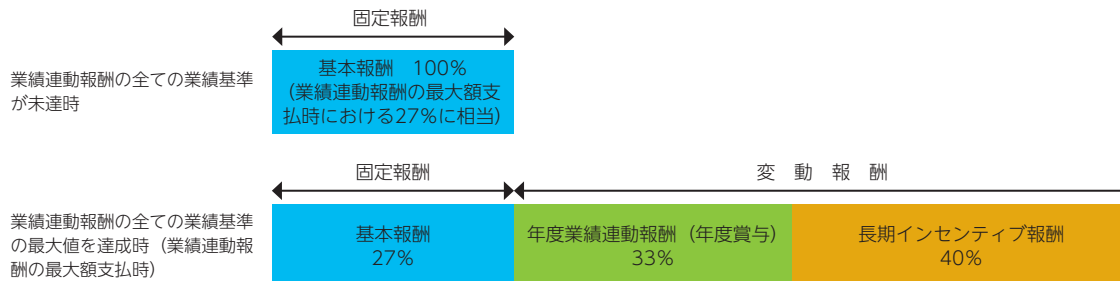 固定報酬
業績連動報酬の全ての業績基準
が未達時
基本報酬　100%
（業績連動報酬の最大額支
払時における27%に相当）
固定報酬
変　動　報　酬
業績連動報酬の全ての業績基準
の最大値を達成時（業績連動報
酬の最大額支払時）
基本報酬
27%
年度業績連動報酬（年度賞与）
33%
長期インセンティブ報酬
40%